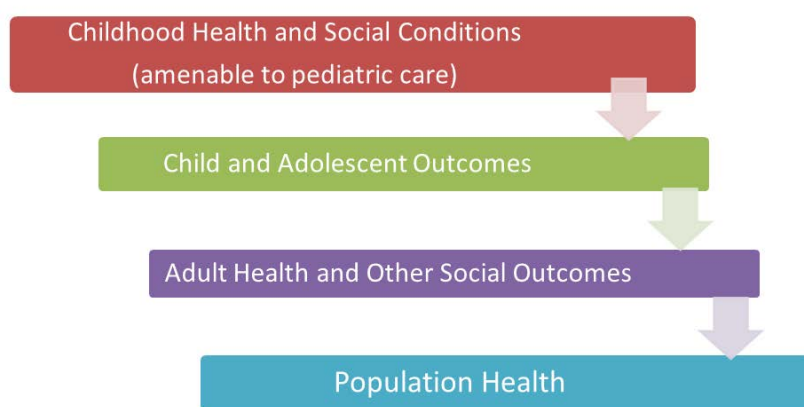 Childhood Health and Social Conditions
(amenable to pediatric care)
Child and Adolescent Outcomes
Adult Health and Other Social Outcomes
Population Health